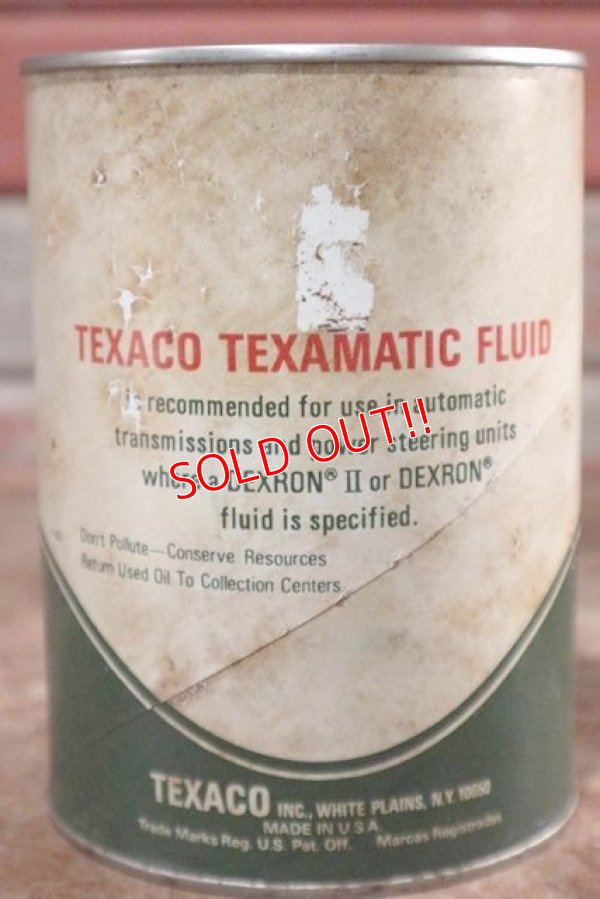 TEXACO TEXAMATIC FLUID
is recommended for use in automatic
transmissions and power steering units
where a DEXRON® II or DEXRON®
fluid is specified.
SOLD OUT!!
Don't Pollute—Conserve Resources
Return Used Oil To Collection Centers
TEXACO INC., WHITE PLAINS, N.Y. 10650
MADE IN U.S.A.
Trade Marks Reg. U.S. Pat. Off. Marcas Registradas